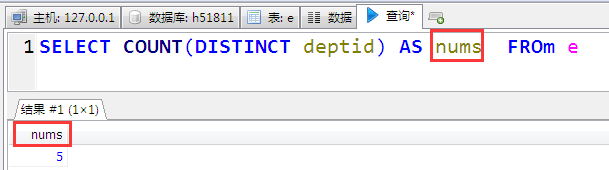 主机: 127.0.0.1 数据库: h51811 表: e 数据 查询*
1 SELECT COUNT(DISTINCT deptid) AS nums FROm e
结果 #1 (1×1)
nums
5